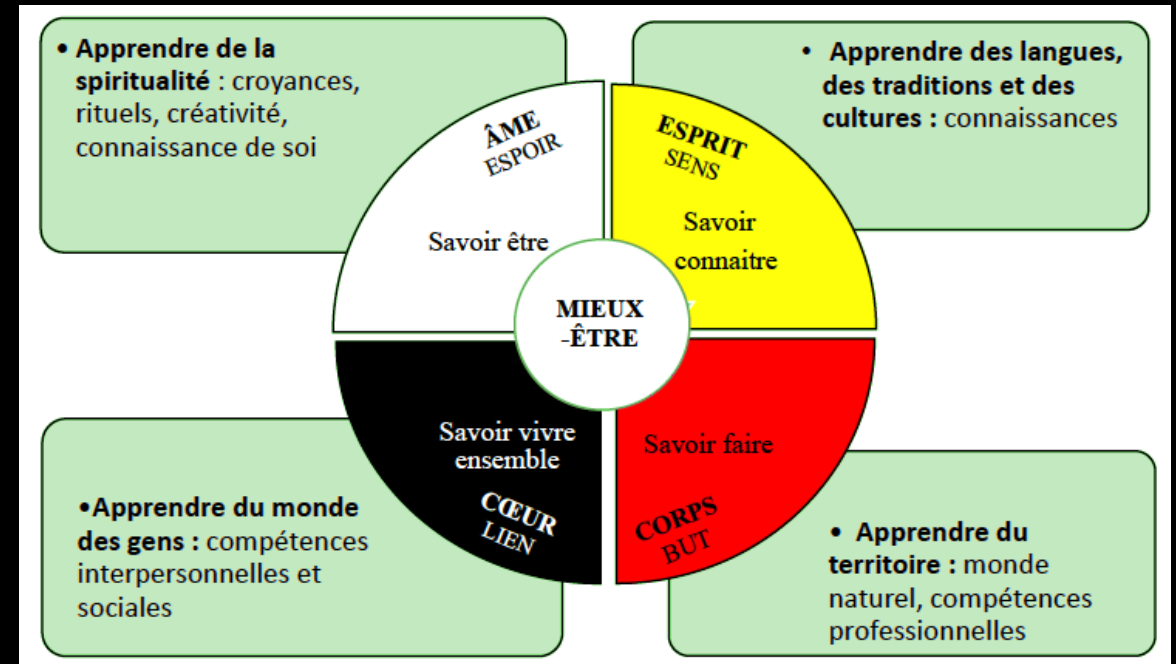 • Apprendre de la
spiritualité : croyances,
rituels, créativité,
connaissance de soi
• Apprendre des langues,
des traditions et des
cultures : connaissances
ÂME
ESPOIR
Savoir être
ESPRIT
SENS
Savoir
connaitre
MIEUX
-ÊTRE
Savoir vivre
ensemble
CŒUR
LIEN
Savoir faire
CORPS
BUT
•Apprendre du monde
des gens : compétences
interpersonnelles et
sociales
• Apprendre du
territoire : monde
naturel, compétences
professionnelles